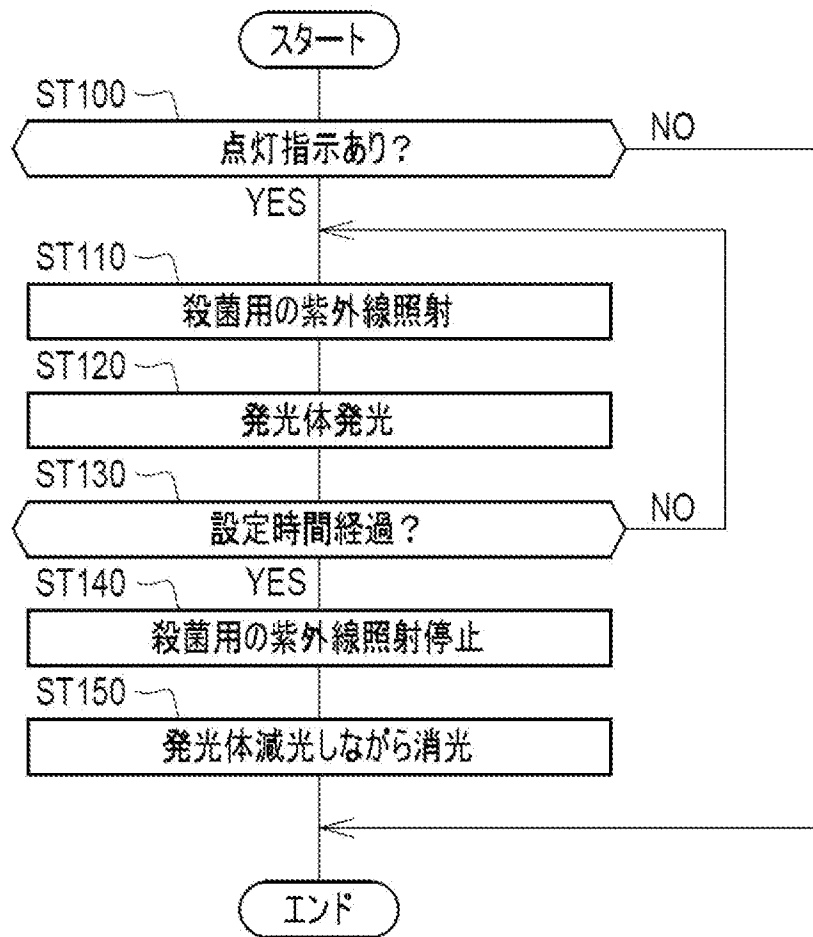 スタート
ST100
点灯指示あり？
NO
YES
ST110
殺菌用の紫外線照射
ST120
発光体発光
ST130
設定時間経過？
NO
YES
ST140
殺菌用の紫外線照射停止
ST150
発光体減光しながら消光
エンド